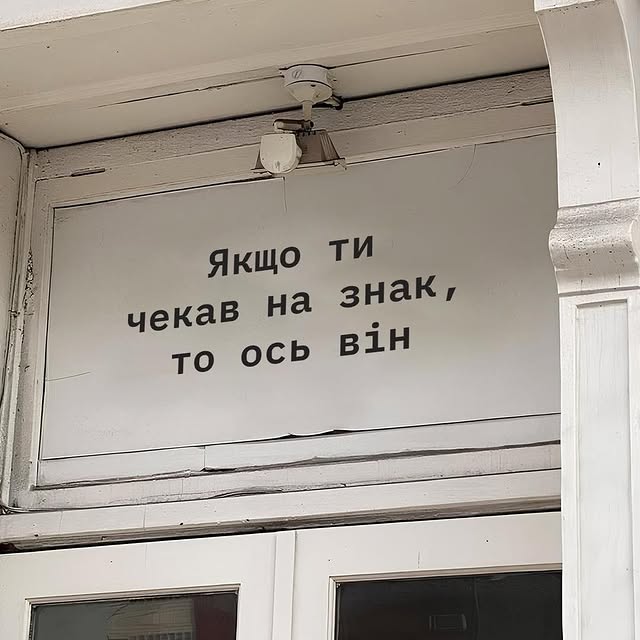 Якщо ти
чекав на знак,
то ось він